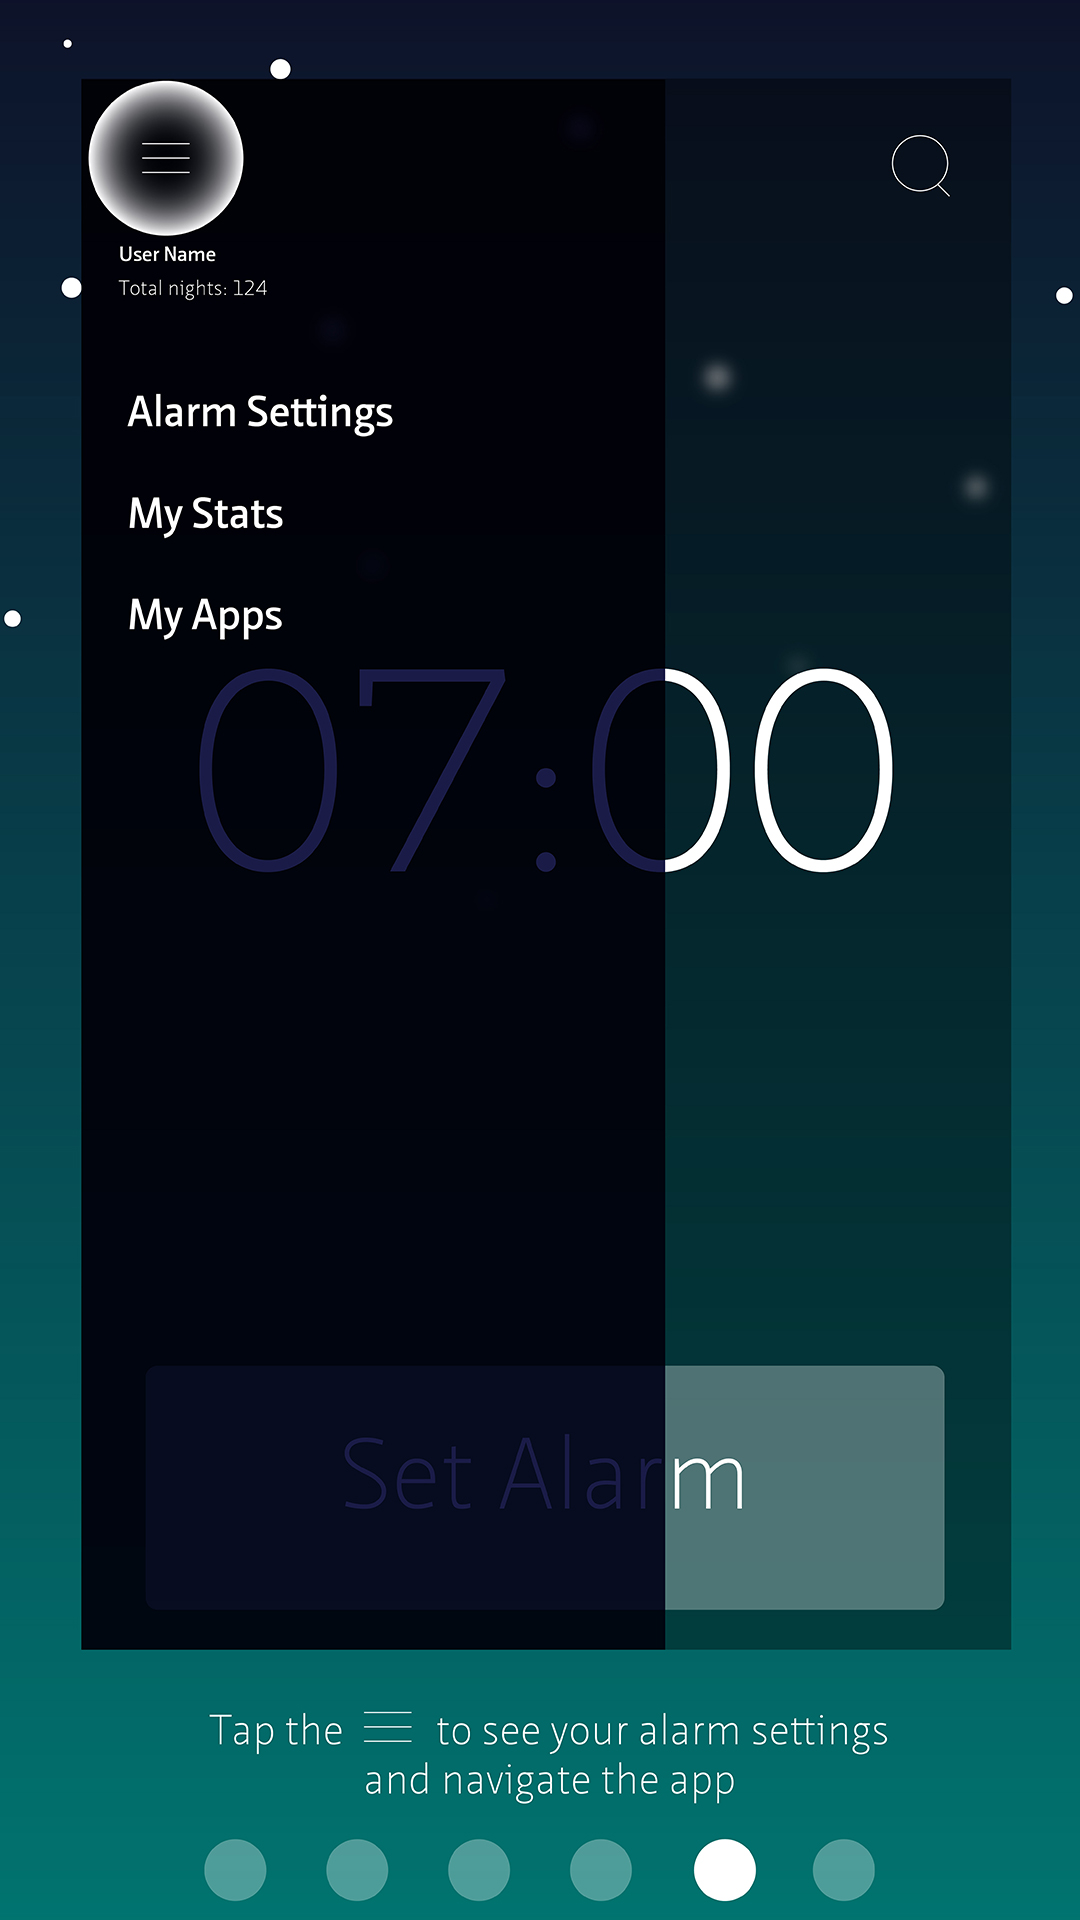 User Name
Total nights: 124
Alarm Settings
My Stats
My Apps
07:00
Set Alarm
Tap the to see your alarm settings
and navigate the app